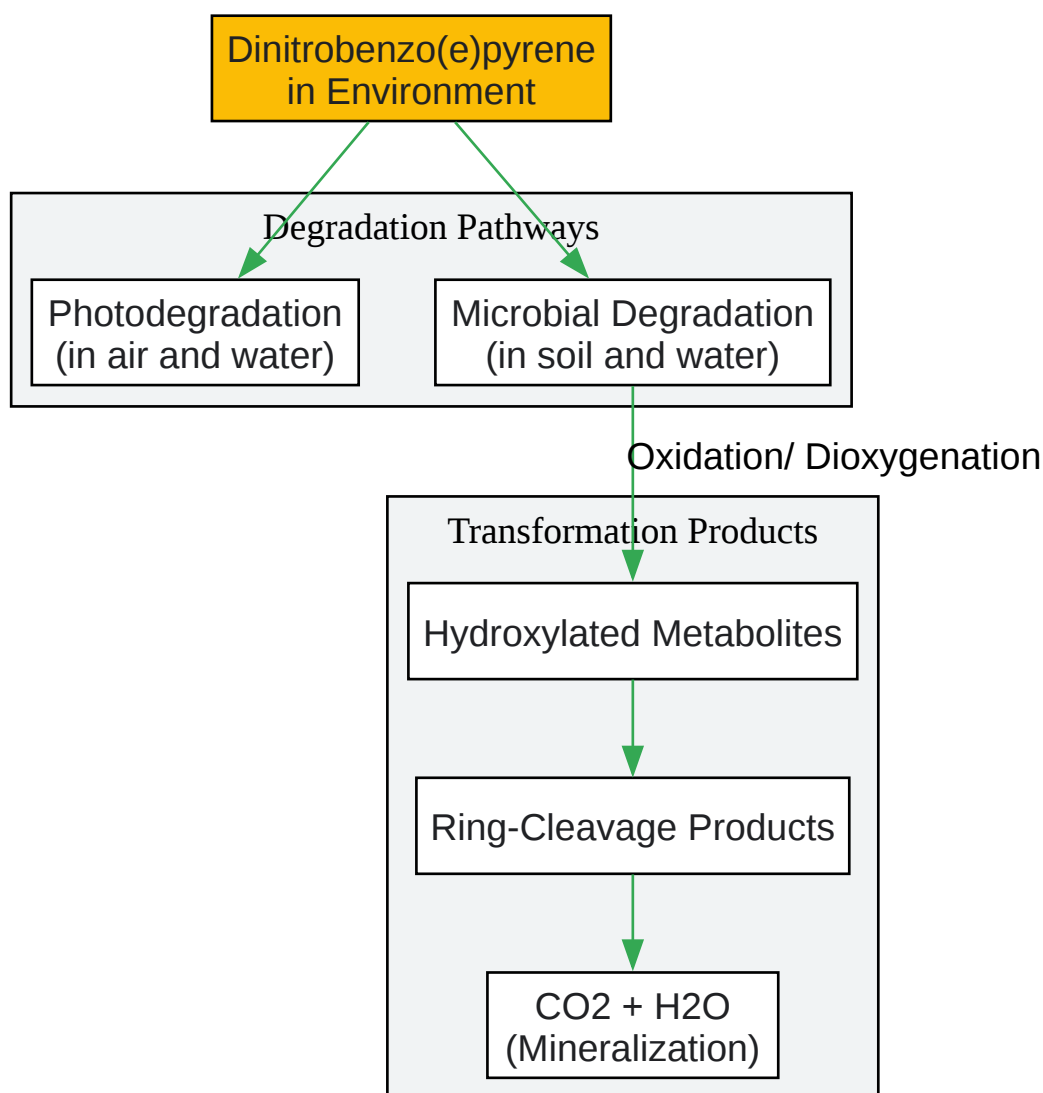 Dinitrobenzo(e)pyrene
in Environment
Degradation Pathways
Photodegradation
(in air and water)
Microbial Degradation
(in soil and water)
Oxidation/ Dioxygenation
Transformation Products
Hydroxylated Metabolites
Ring-Cleavage Products
CO2 + H2O
(Mineralization)